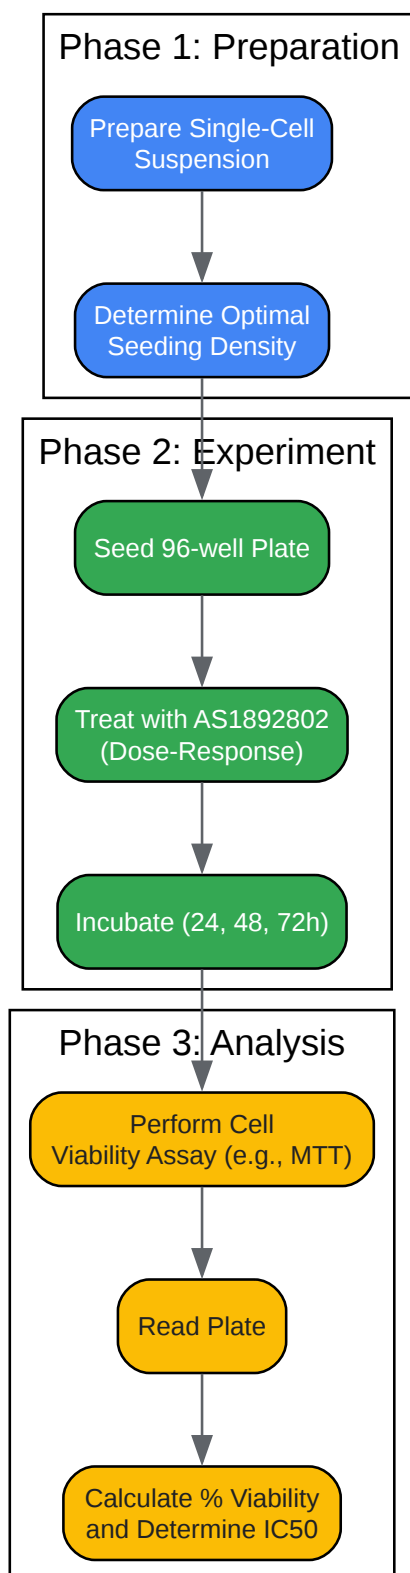 Phase 1: Preparation
Prepare Single-Cell
Suspension
Determine Optimal
Seeding Density
Phase 2: Experiment
Seed 96-well Plate
Treat with AS1892802
(Dose-Response)
Incubate (24, 48, 72h)
Phase 3: Analysis
Perform Cell
Viability Assay (e.g., MTT)
Read Plate
Calculate % Viability
and Determine IC50